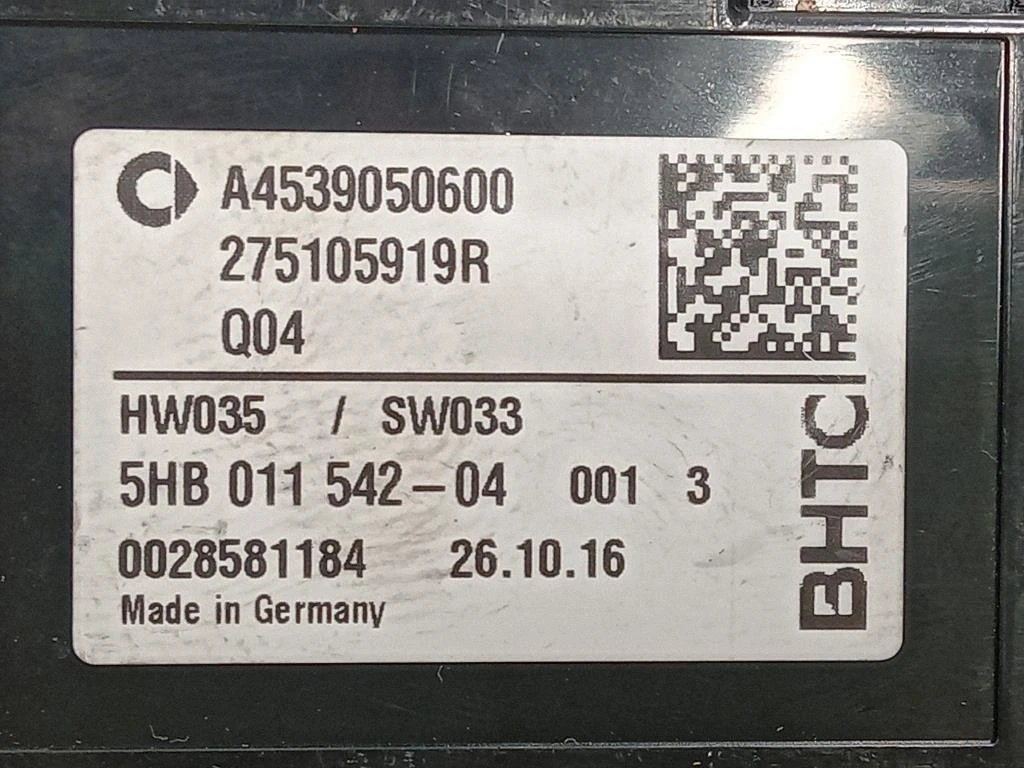 A4539050600
275105919R
Q04
HW035 / SW033
5HB 011 542-04 001 3
0028581184 26.10.16
Made in Germany
BHTC